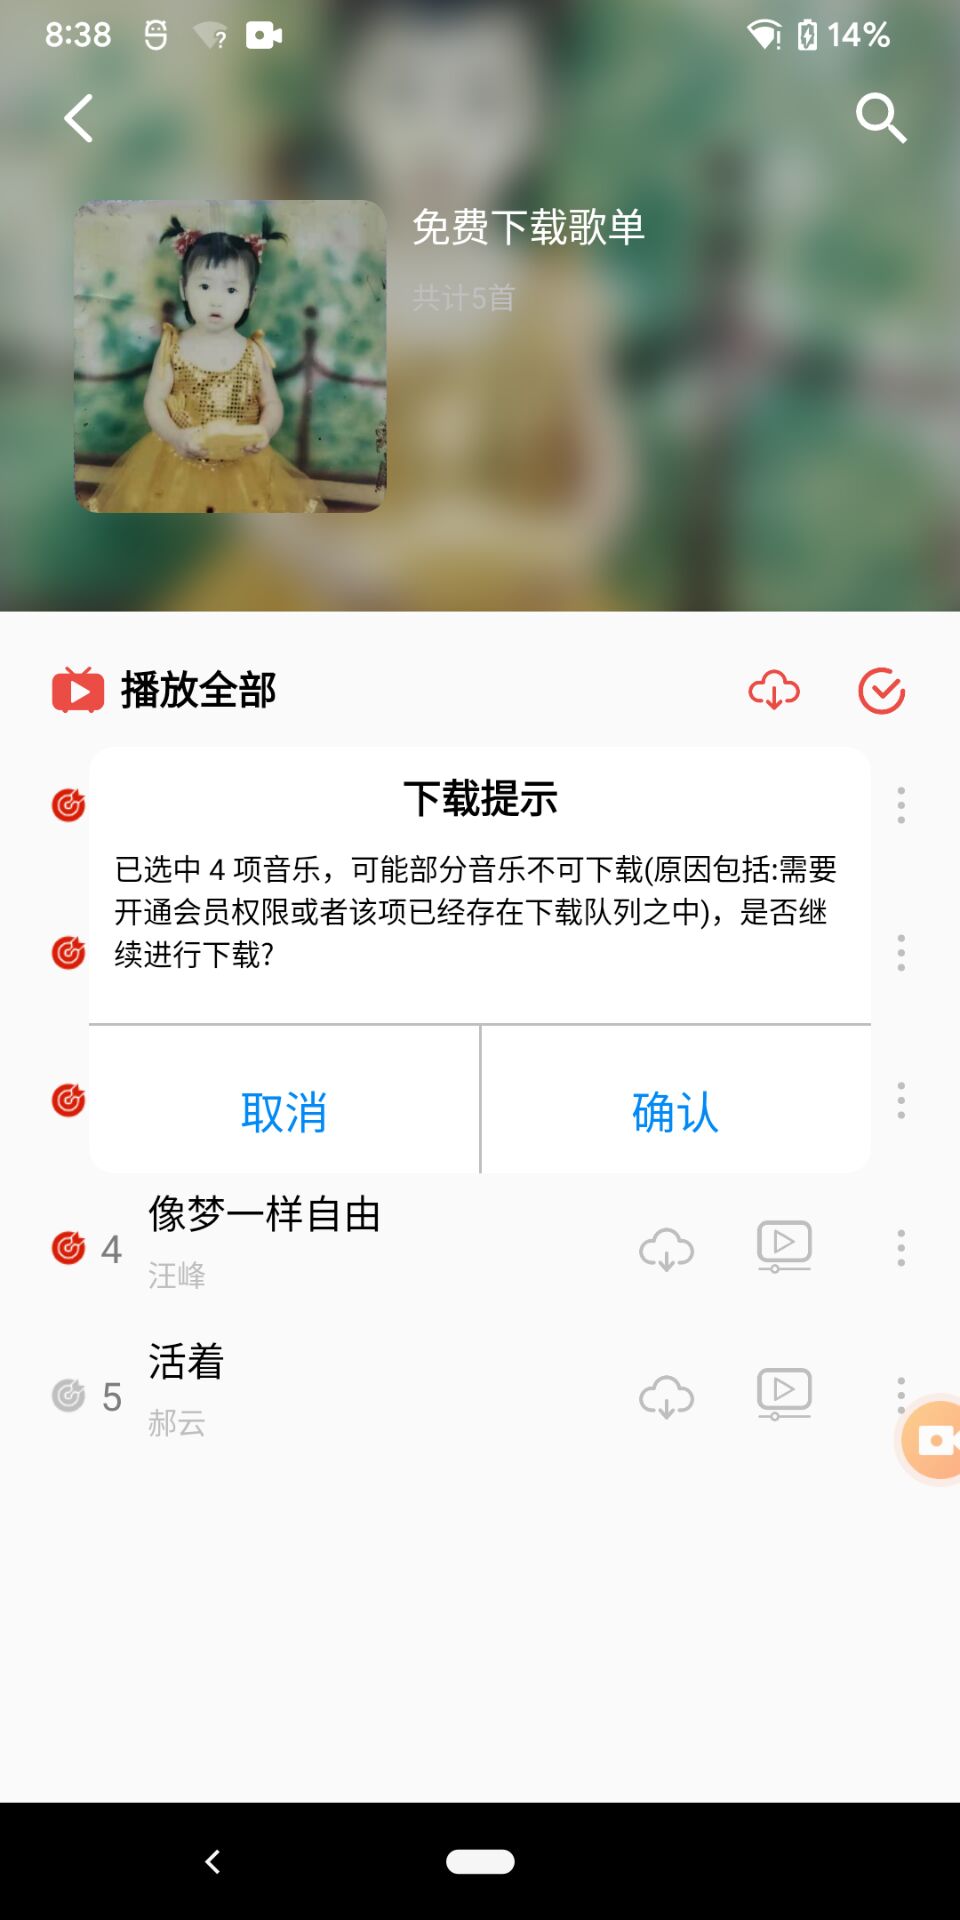 8:38
14%
免费下载歌单
共计5首
播放全部
下载提示
已选中 4 项音乐，可能部分音乐不可下载(原因包括:需要
开通会员权限或者该项已经存在下载队列之中)，是否继
续进行下载?
取消
确认
4
像梦一样自由
汪峰
5
活着
郝云